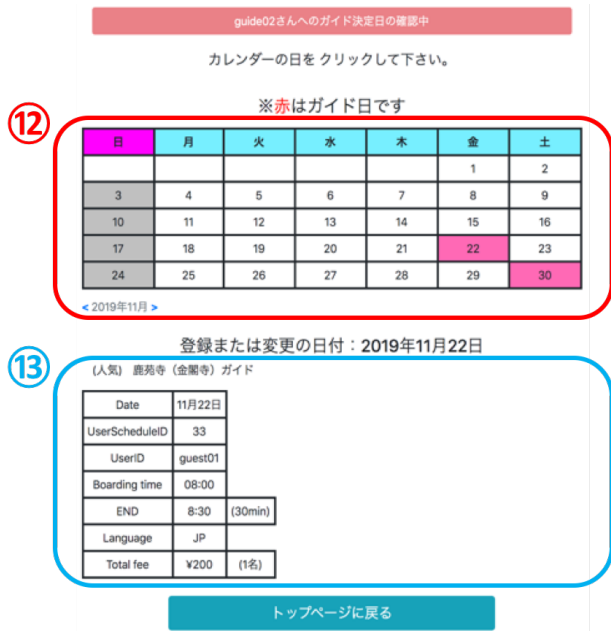 guide02さんへのガイド決定日の確認中
カレンダーの日を クリックして下さい。
※赤はガイド日です
⑫
日 月 火 水 木 金 土
1 2
3 4 5 6 7 8 9
10 11 12 13 14 15 16
17 18 19 20 21 22 23
24 25 26 27 28 29 30
< 2019年11月 >
登録または変更の日付：2019年11月22日
⑬
(人気) 鹿苑寺（金閣寺）ガイド
Date 11月22日
UserScheduleID 33
UserID guest01
Boarding time 08:00
END 8:30 (30min)
Language JP
Total fee ¥200 (1名)
トップページに戻る